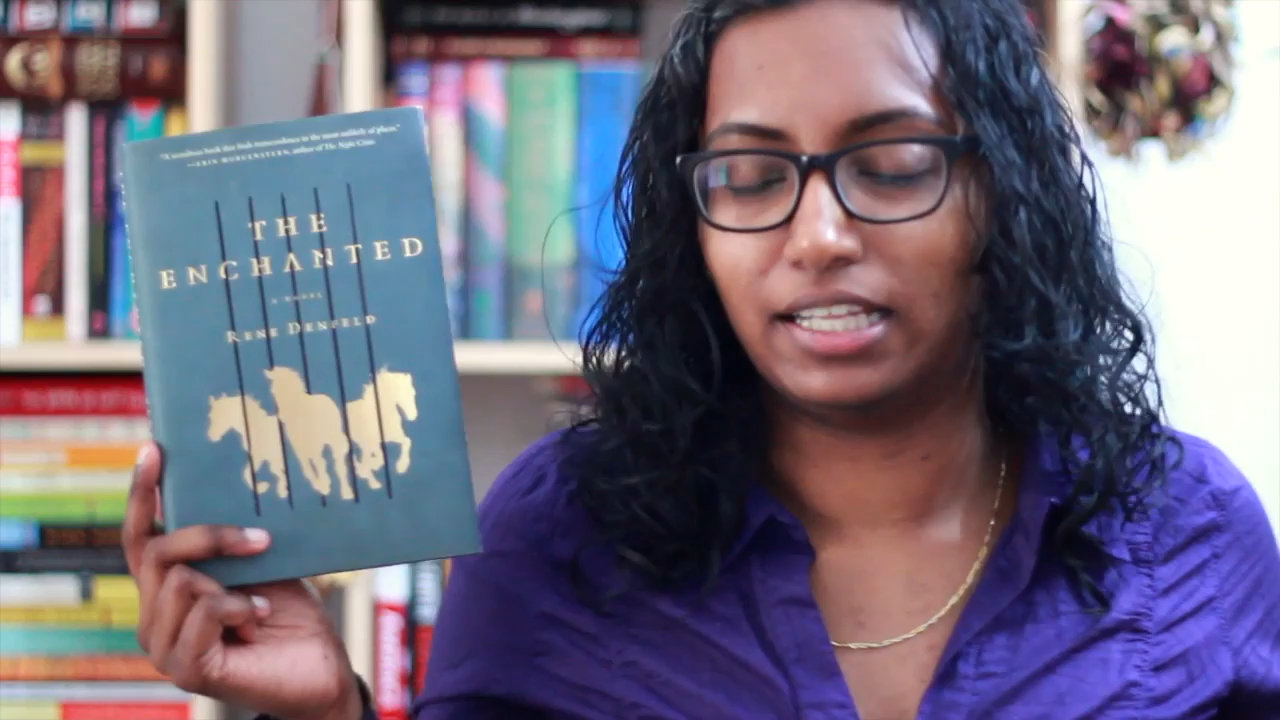 "A wondrous book that finds transcendence in the most unlikely of places."
—ERIN MORGENSTERN, author of The Night Circus
THE
ENCHANTED
A NOVEL
RENE DENFELD